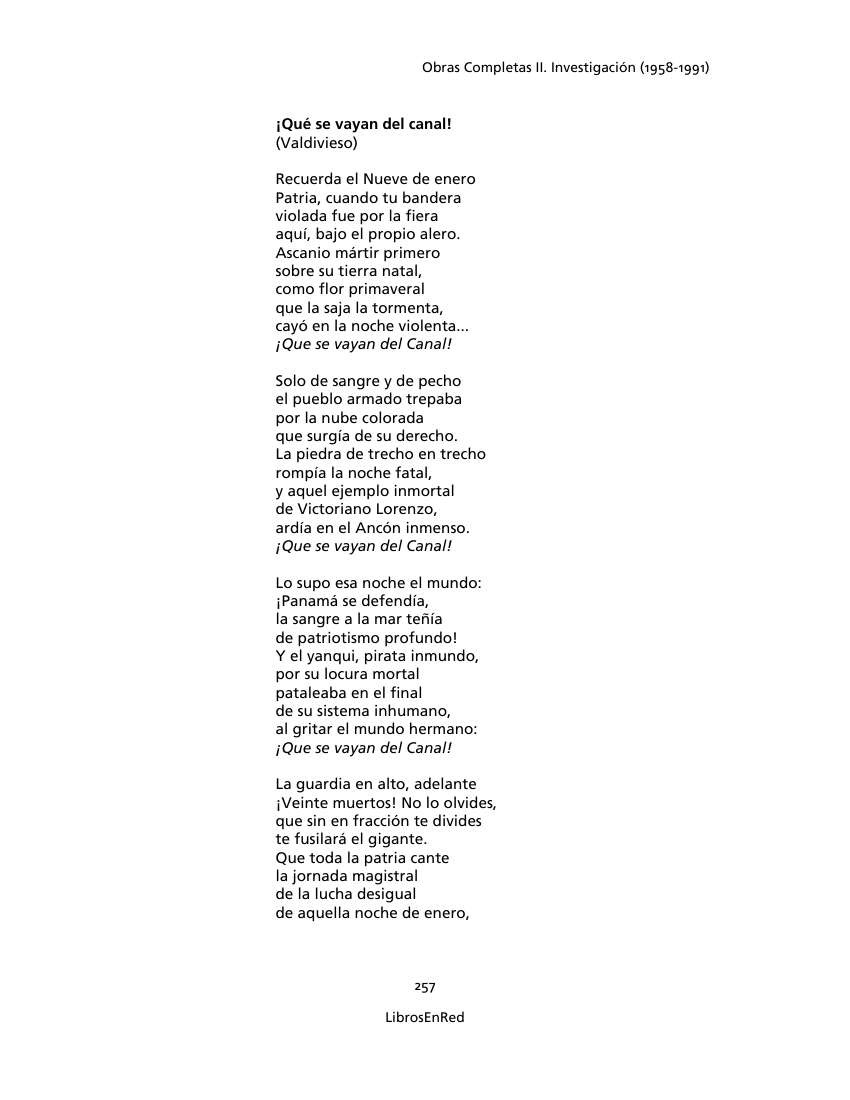 Obras Completas II. Investigación (1958-1991)
¡Qué se vayan del canal!
(Valdivieso)
Recuerda el Nueve de enero
Patria, cuando tu bandera
violada fue por la fiera
aquí, bajo el propio alero.
Ascanio mártir primero
sobre su tierra natal,
como flor primaveral
que la saja la tormenta,
cayó en la noche violenta...
¡Que se vayan del Canal!
Solo de sangre y de pecho
el pueblo armado trepaba
por la nube colorada
que surgía de su derecho.
La piedra de trecho en trecho
rompía la noche fatal,
y aquel ejemplo inmortal
de Victoriano Lorenzo,
ardía en el Ancón inmenso.
¡Que se vayan del Canal!
Lo supo esa noche el mundo:
¡Panamá se defendía,
la sangre a la mar teñía
de patriotismo profundo!
Y el yanqui, pirata inmundo,
por su locura mortal
pataleaba en el final
de su sistema inhumano,
al gritar el mundo hermano:
¡Que se vayan del Canal!
La guardia en alto, adelante
¡Veinte muertos! No lo olvides,
que sin en fracción te divides
te fusilará el gigante.
Que toda la patria cante
la jornada magistral
de la lucha desigual
de aquella noche de enero,
257
LibrosEnRed